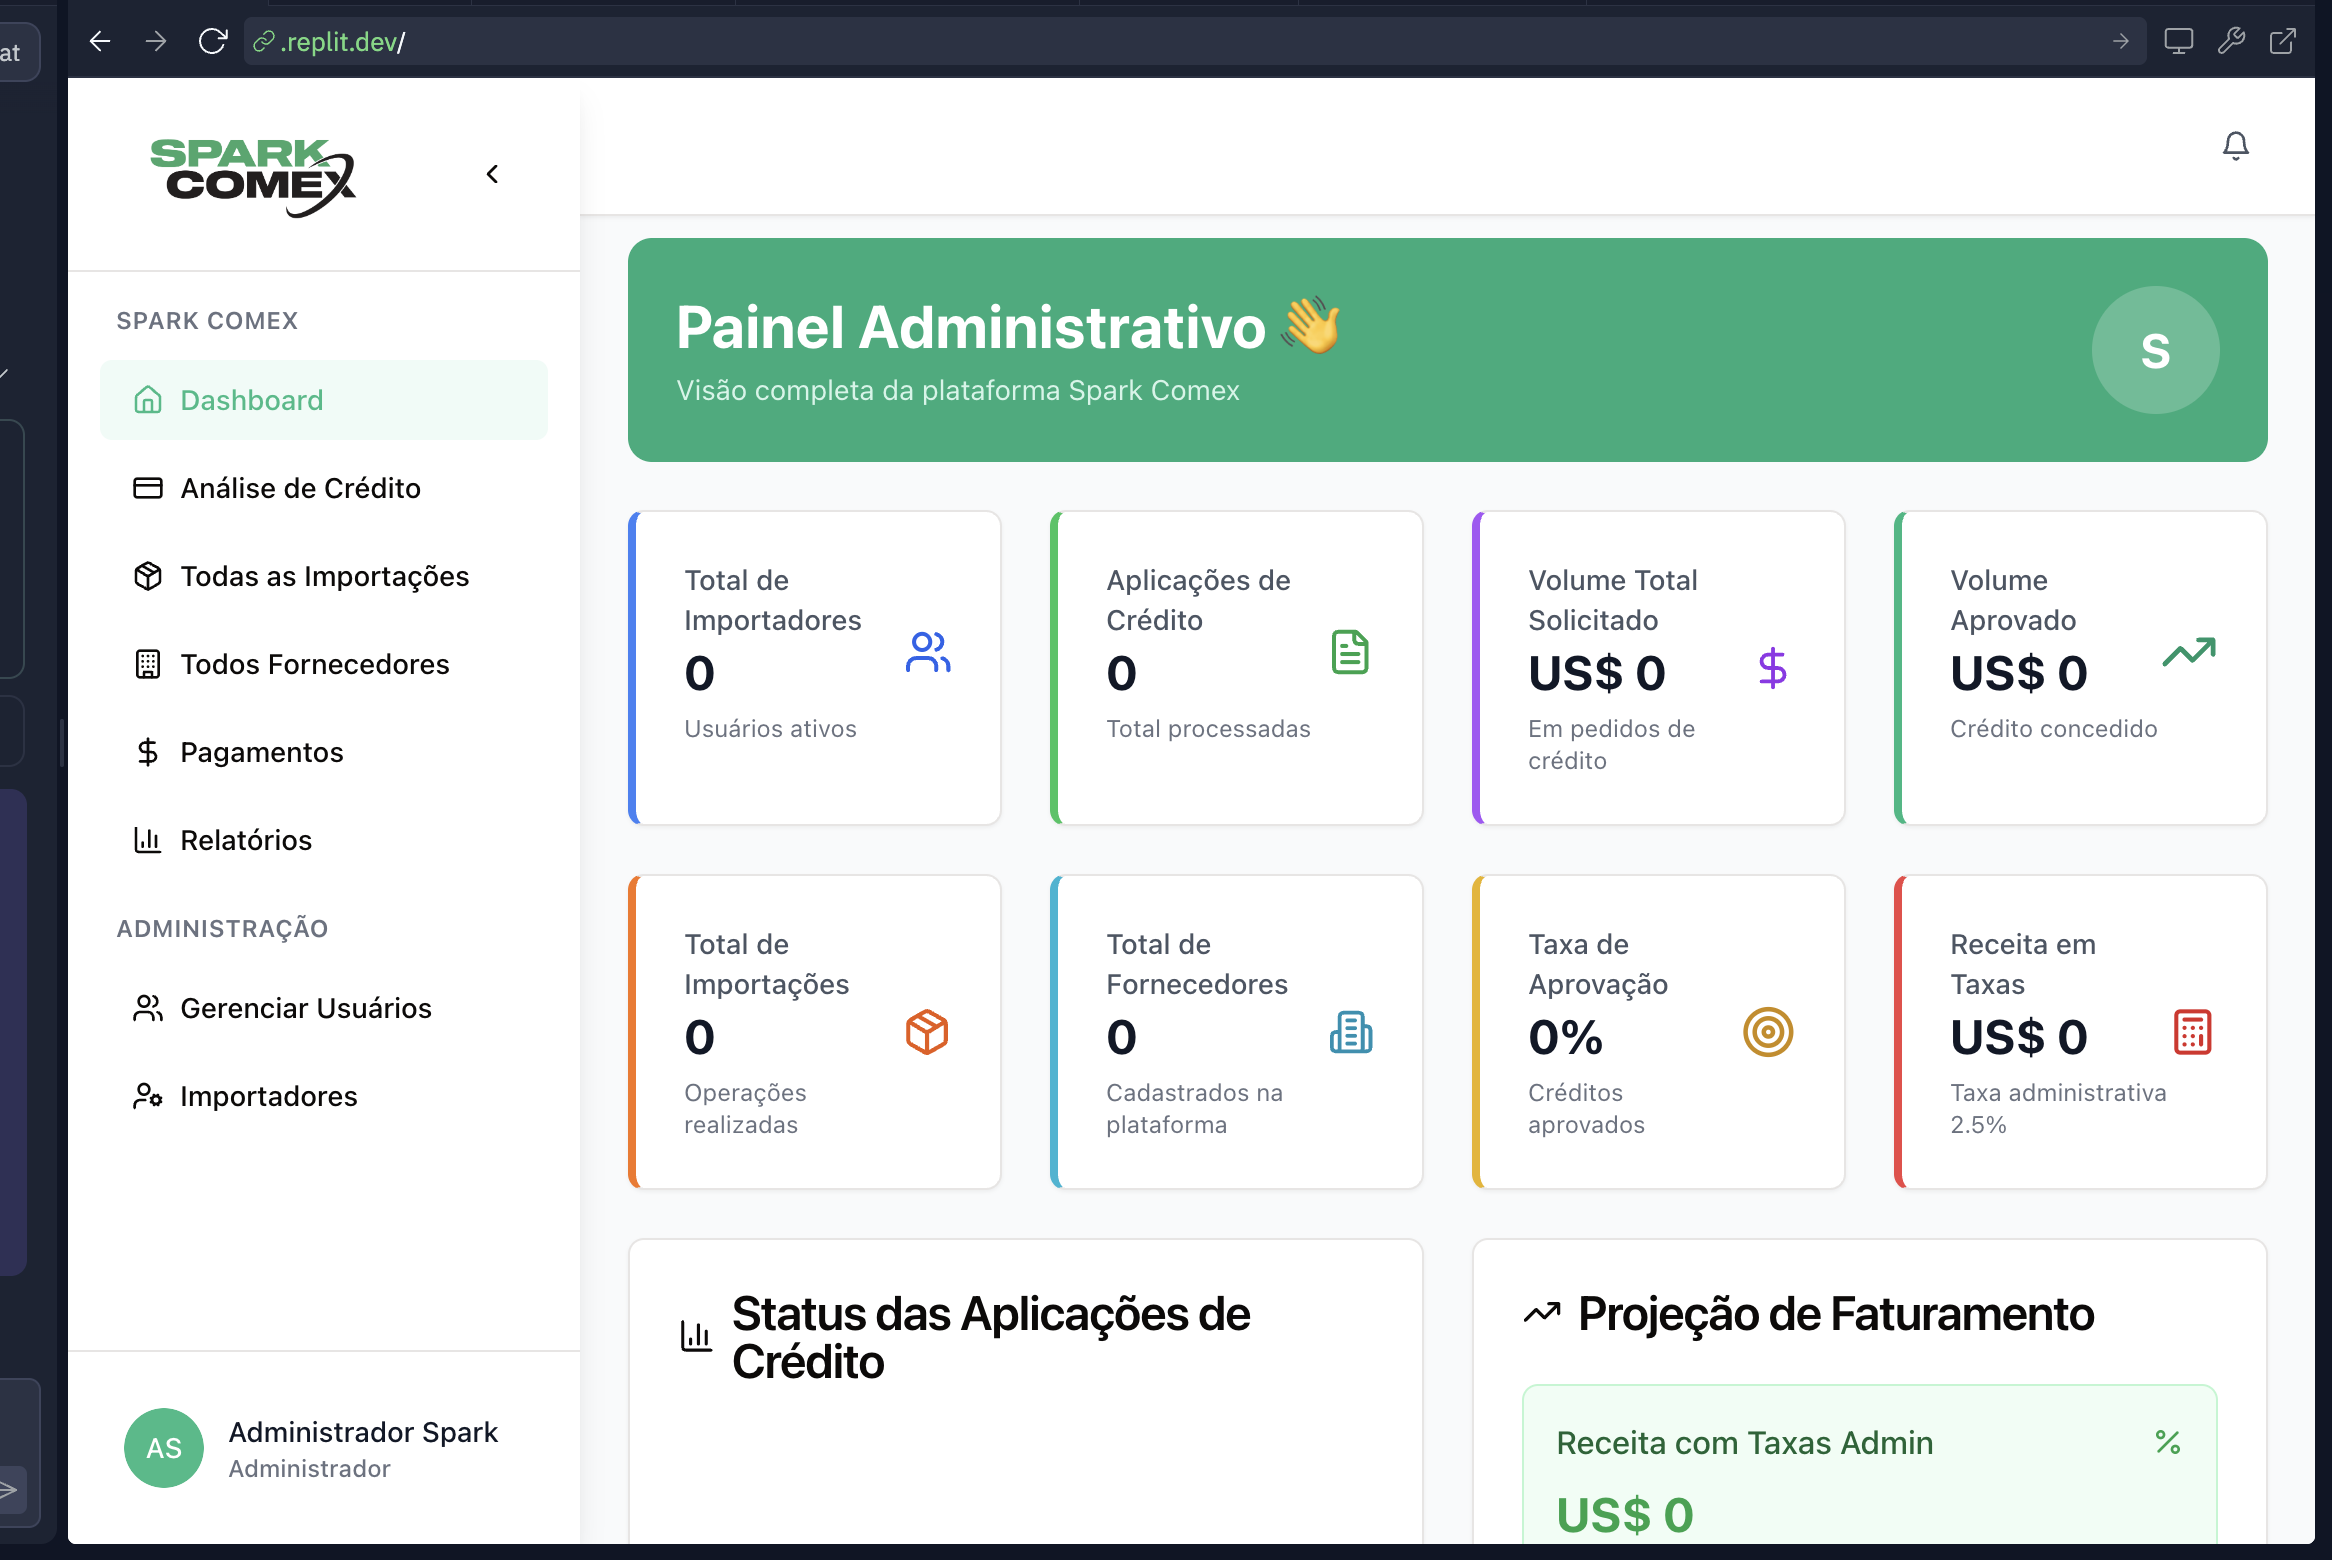 at
.replit.dev/
SPARK
COMEX
SPARK COMEX
Dashboard
Análise de Crédito
Todas as Importações
Todos Fornecedores
Pagamentos
Relatórios
ADMINISTRAÇÃO
Gerenciar Usuários
Importadores
AS
Administrador Spark
Administrador
Painel Administrativo 👋
Visão completa da plataforma Spark Comex
S
Total de
Importadores
0
Usuários ativos
Aplicações de
Crédito
0
Total processadas
Volume Total
Solicitado
US$ 0
Em pedidos de
crédito
Volume
Aprovado
US$ 0
Crédito concedido
Total de
Importações
0
Operações
realizadas
Total de
Fornecedores
0
Cadastrados na
plataforma
Taxa de
Aprovação
0%
Créditos
aprovados
Receita em
Taxas
US$ 0
Taxa administrativa
2.5%
Status das Aplicações de
Crédito
Projeção de Faturamento
Receita com Taxas Admin
US$ 0